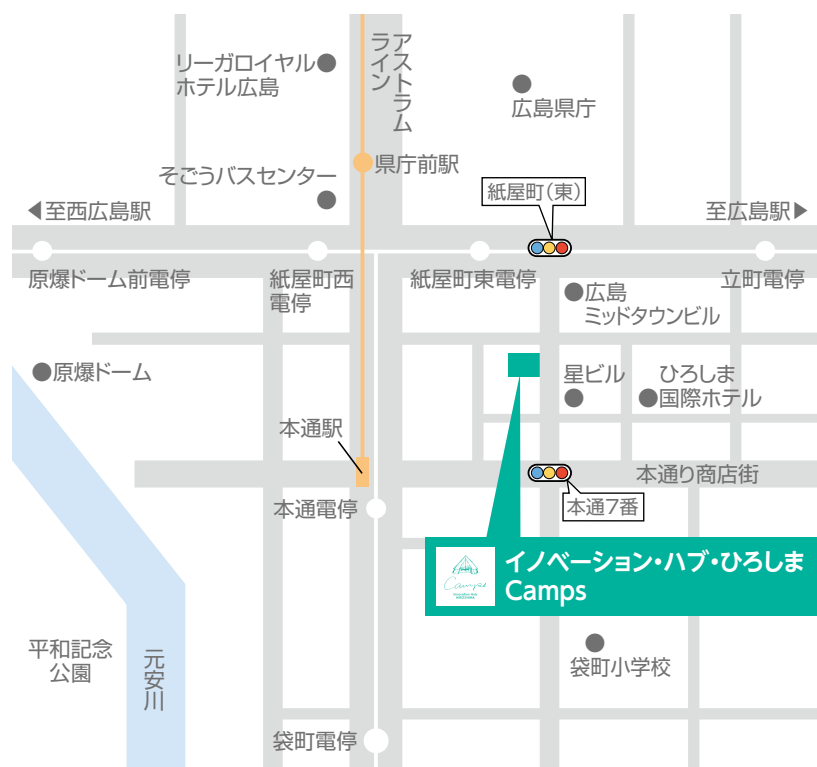 アストラム
ライン
リーガロイヤル
ホテル広島
広島県庁
県庁前駅
そごうバスセンター
紙屋町(東)
◀至西広島駅
至広島駅▶
原爆ドーム前電停
紙屋町西
電停
紙屋町東電停
立町電停
広島
ミッドタウンビル
原爆ドーム
星ビル
ひろしま
国際ホテル
本通駅
本通り商店街
本通電停
本通7番
Camps
イノベーション・ハブ・ひろしま
Camps
平和記念
公園
元安川
袋町小学校
袋町電停